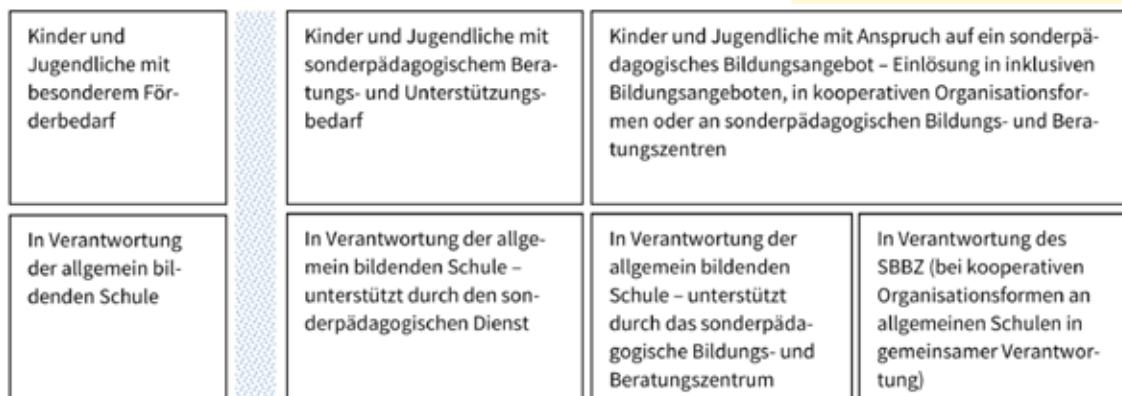 Kinder und
Jugendliche mit
besonderem För-
derbedarf
Kinder und Jugendliche mit
sonderpädagogischem Bera-
tungs- und Unterstützungs-
bedarf
Kinder und Jugendliche mit Anspruch auf ein sonderpä-
dagogisches Bildungsangebot – Einlösung in inklusiven
Bildungsangeboten, in kooperativen Organisationsfor-
men oder an sonderpädagogischen Bildungs- und Bera-
tungszentren
In Verantwortung
der allgemein bil-
denden Schule
In Verantwortung der allge-
mein bildenden Schule –
unterstützt durch den son-
derpädagogischen Dienst
In Verantwortung der
allgemein bildenden
Schule – unterstützt
durch das sonderpäda-
gogische Bildungs- und
Beratungszentrum
In Verantwortung des
SBBZ (bei kooperativen
Organisationsformen an
allgemeinen Schulen in
gemeinsamer Verantwor-
tung)